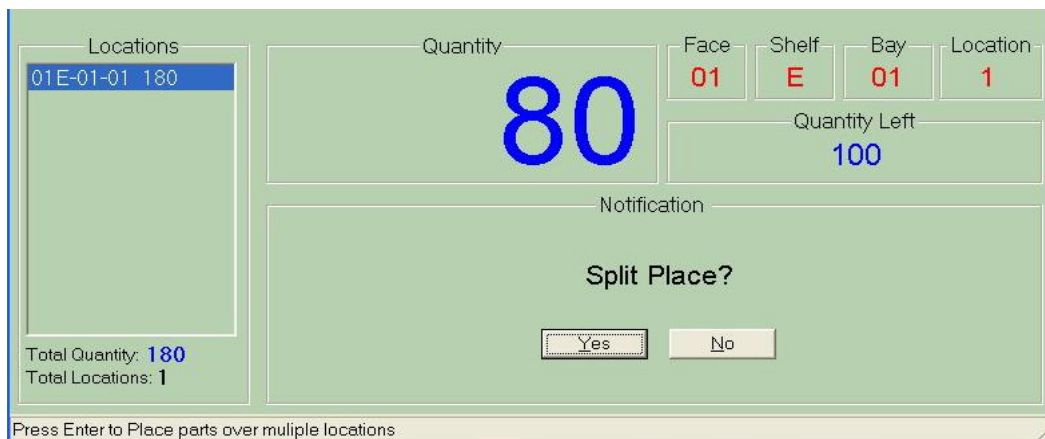 Locations
01E-01-01 180
Total Quantity: 180
Total Locations: 1
Quantity
80
Face
01
Shelf
E
Bay
01
Location
1
Quantity Left
100
Notification
Split Place?
Yes
No
Press Enter to Place parts over muliple locations